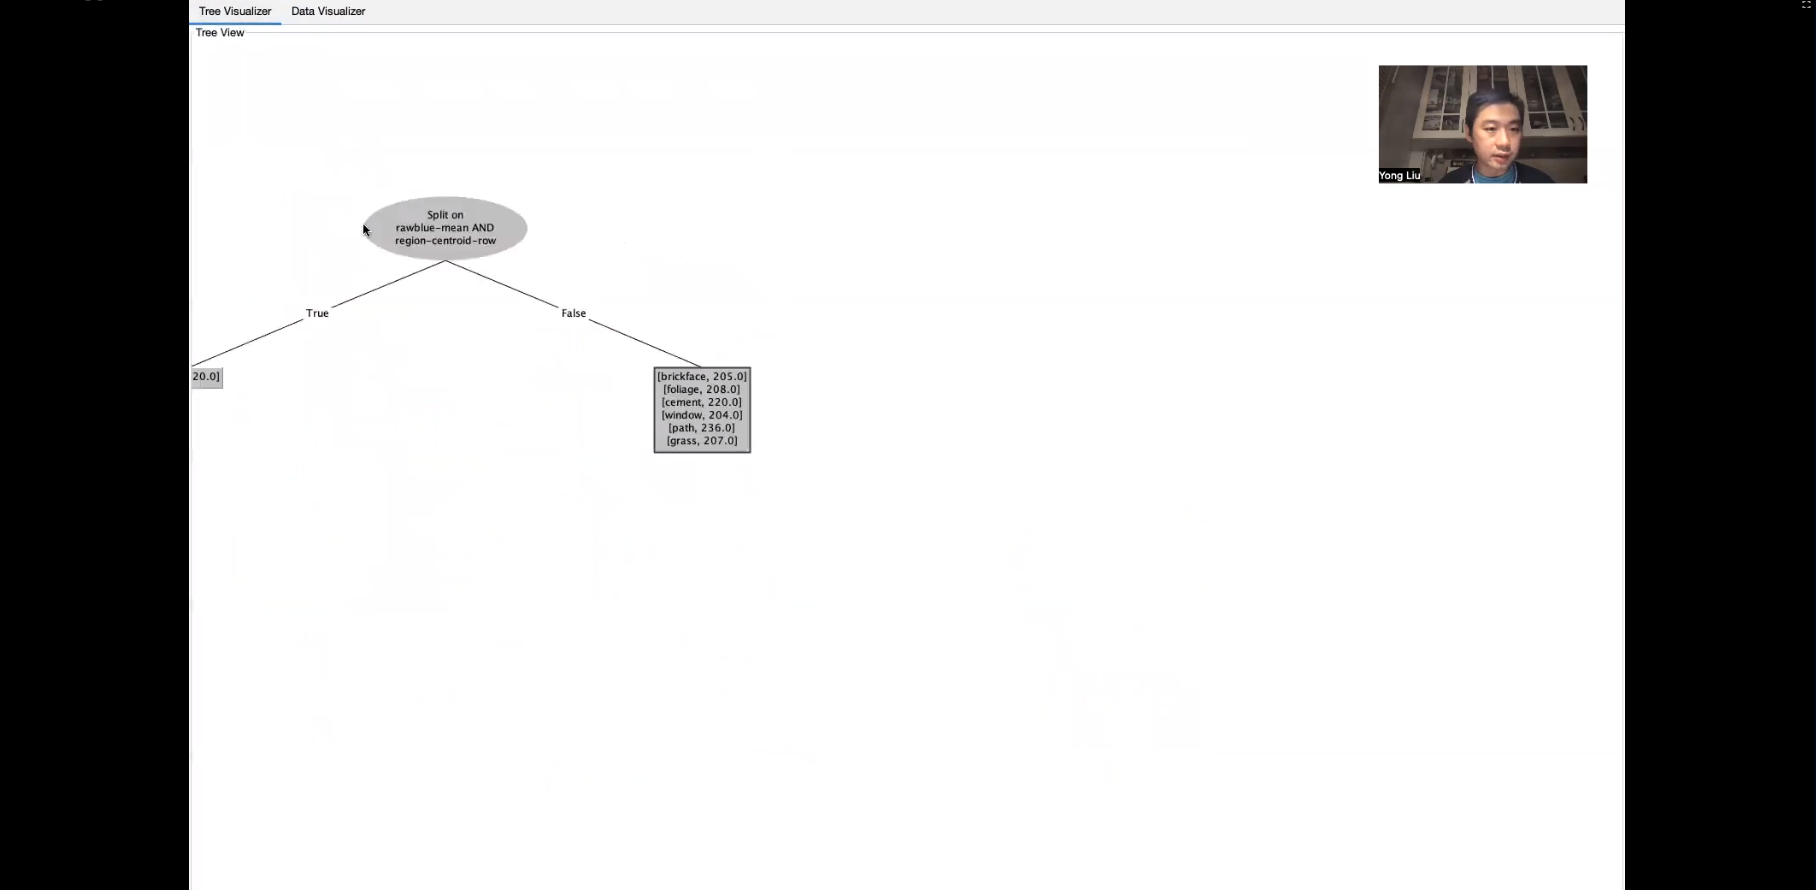 Tree Visualizer
Data Visualizer
Tree View
Yong Liu
Split on
rawblue-mean AND
region-centroid-row
True
False
20.0]
[brickface, 205.0]
[foliage, 208.0]
[cement, 220.0]
[window, 204.0]
[path, 236.0]
[grass, 207.0]